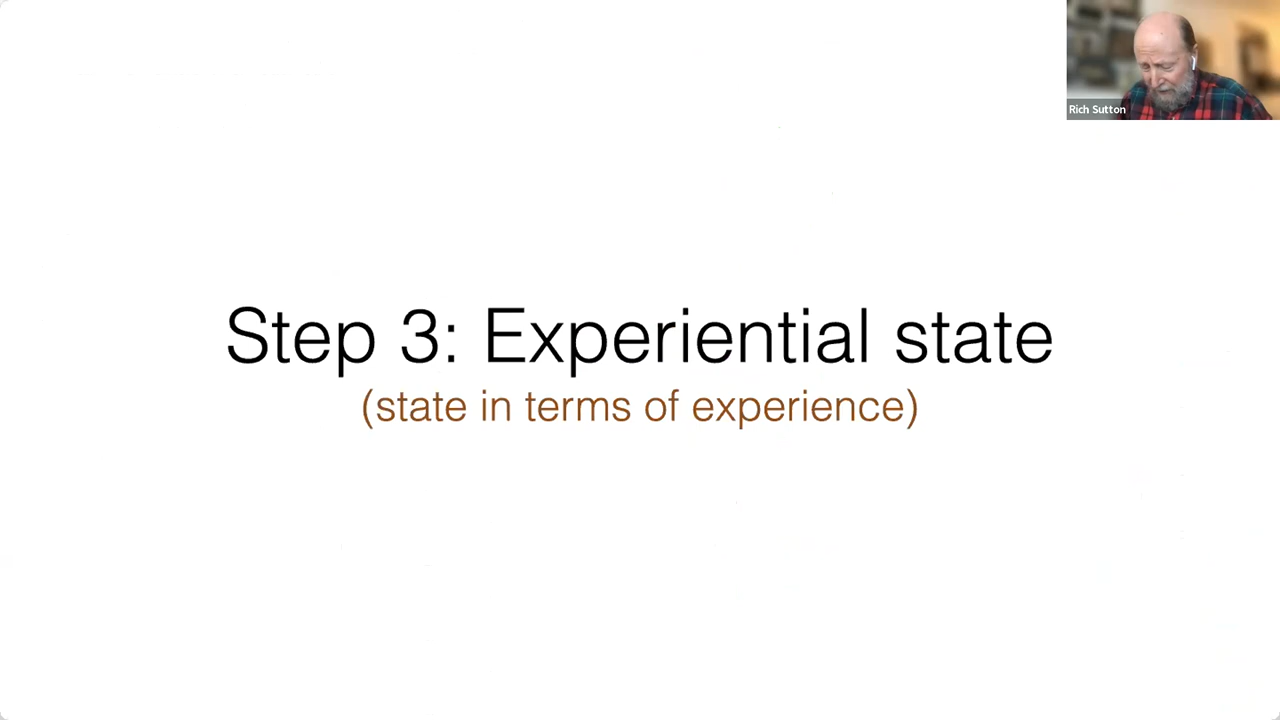 Rich Sutton
Step 3: Experiential state
(state in terms of experience)